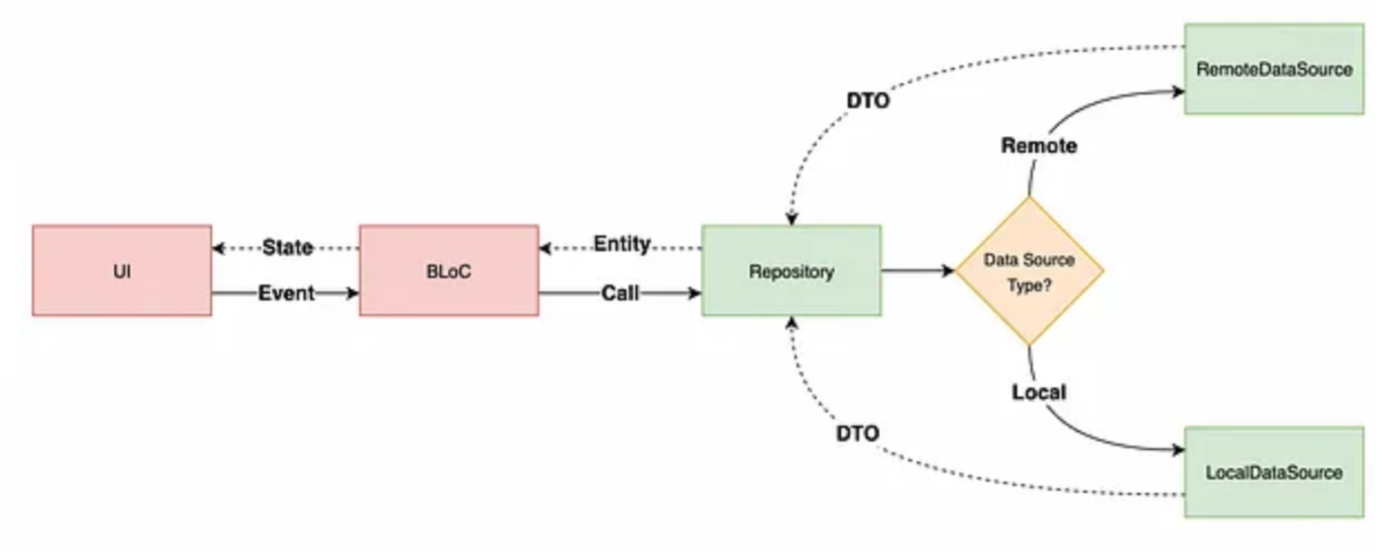 RemoteDataSource
DTO
Remote
UI
State
Event
BLoC
Entity
Call
Repository
Data Source
Type?
Local
DTO
LocalDataSource